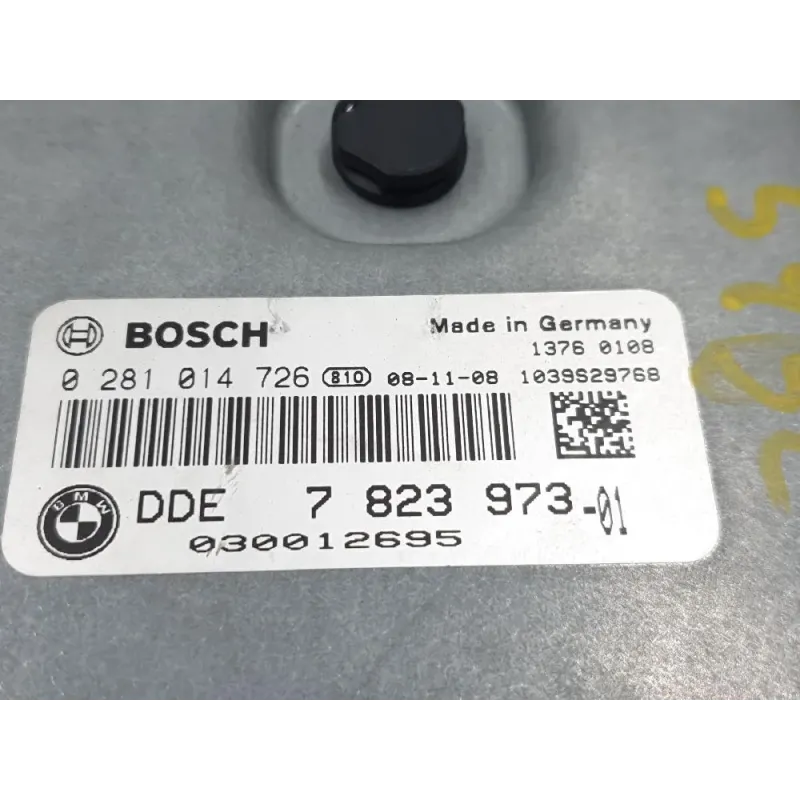 BOSCH
Made in Germany
1376 0108
0 281 014 726 810 08-11-08 1039S29768
BMW
DDE 7 823 973-01
030012695